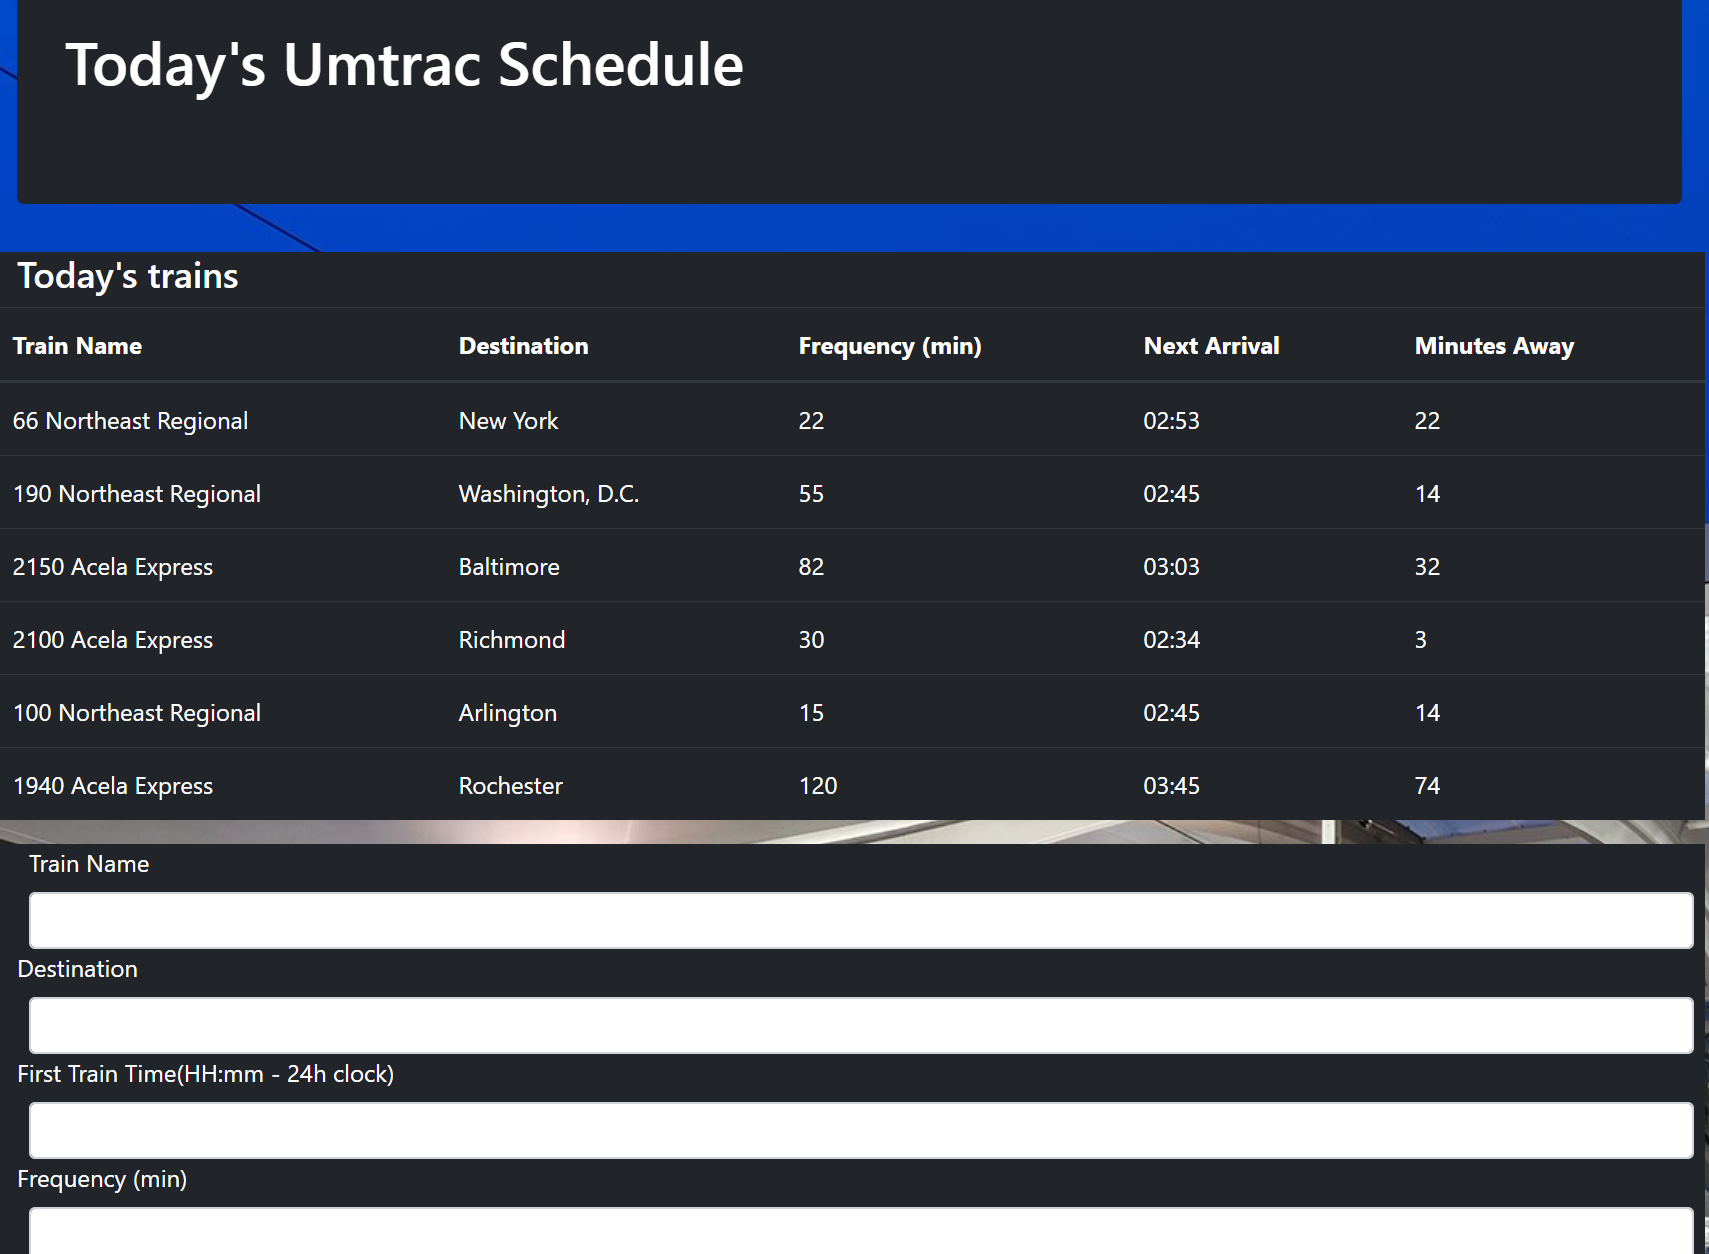 Today's Umtrac Schedule
Today's trains
Train Name Destination Frequency (min) Next Arrival Minutes Away
66 Northeast Regional New York 22 02:53 22
190 Northeast Regional Washington, D.C. 55 02:45 14
2150 Acela Express Baltimore 82 03:03 32
2100 Acela Express Richmond 30 02:34 3
100 Northeast Regional Arlington 15 02:45 14
1940 Acela Express Rochester 120 03:45 74
Train Name
Destination
First Train Time(HH:mm - 24h clock)
Frequency (min)